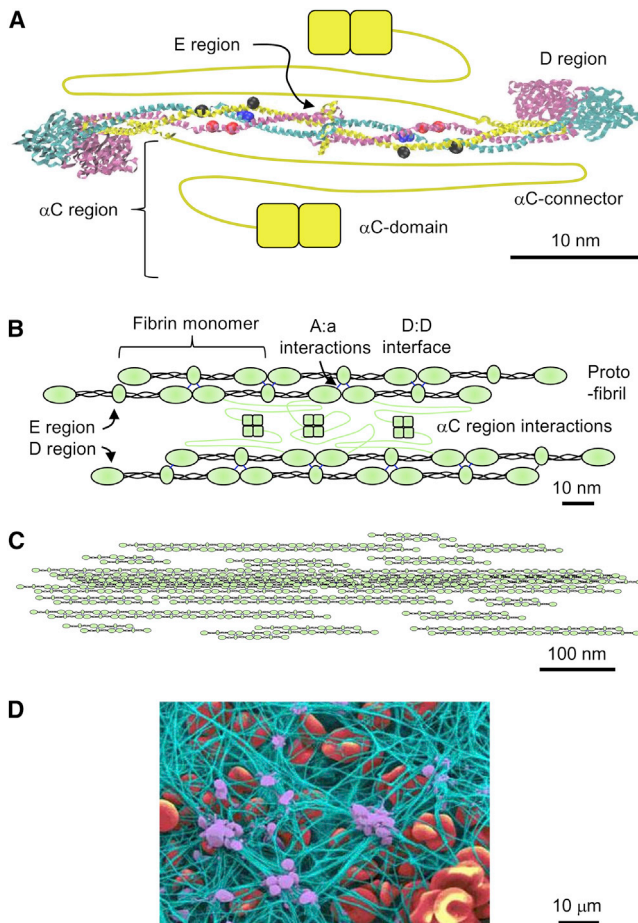 A
E region
D region
αC region
αC-connector
αC-domain
10 nm
B
Fibrin monomer
A:a
interactions
D:D
interface
Proto
-fibril
E region
D region
αC region interactions
10 nm
C
100 nm
D
10 μm